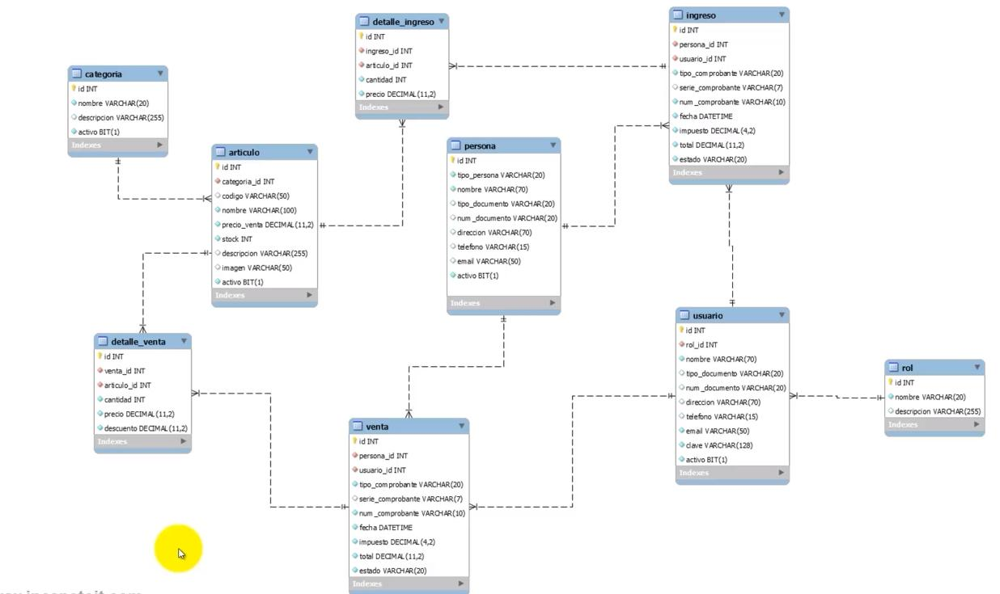 detalle_ingreso
id INT
ingreso_id INT
articulo_id INT
cantidad INT
precio DECIMAL(11,2)
Indexes
ingreso
id INT
persona_id INT
usuario_id INT
tipo_comprobante VARCHAR(20)
serie_comprobante VARCHAR(7)
num_comprobante VARCHAR(10)
fecha DATETIME
impuesto DECIMAL(4,2)
total DECIMAL(11,2)
estado VARCHAR(20)
Indexes
categoria
id INT
nombre VARCHAR(20)
descripcion VARCHAR(255)
activo BIT(1)
Indexes
articulo
id INT
categoria_id INT
codigo VARCHAR(50)
nombre VARCHAR(100)
precio_venta DECIMAL(11,2)
stock INT
descripcion VARCHAR(255)
imagen VARCHAR(50)
activo BIT(1)
Indexes
persona
id INT
tipo_persona VARCHAR(20)
nombre VARCHAR(70)
tipo_documento VARCHAR(20)
num_documento VARCHAR(20)
direccion VARCHAR(70)
telefono VARCHAR(15)
email VARCHAR(50)
activo BIT(1)
Indexes
detalle_venta
id INT
venta_id INT
articulo_id INT
cantidad INT
precio DECIMAL(11,2)
descuento DECIMAL(11,2)
Indexes
usuario
id INT
rol_id INT
nombre VARCHAR(70)
tipo_documento VARCHAR(20)
num_documento VARCHAR(20)
direccion VARCHAR(70)
telefono VARCHAR(15)
email VARCHAR(50)
clave VARCHAR(128)
activo BIT(1)
Indexes
rol
id INT
nombre VARCHAR(20)
descripcion VARCHAR(255)
Indexes
venta
id INT
persona_id INT
usuario_id INT
tipo_comprobante VARCHAR(20)
serie_comprobante VARCHAR(7)
num_comprobante VARCHAR(10)
fecha DATETIME
impuesto DECIMAL(4,2)
total DECIMAL(11,2)
estado VARCHAR(20)
Indexes